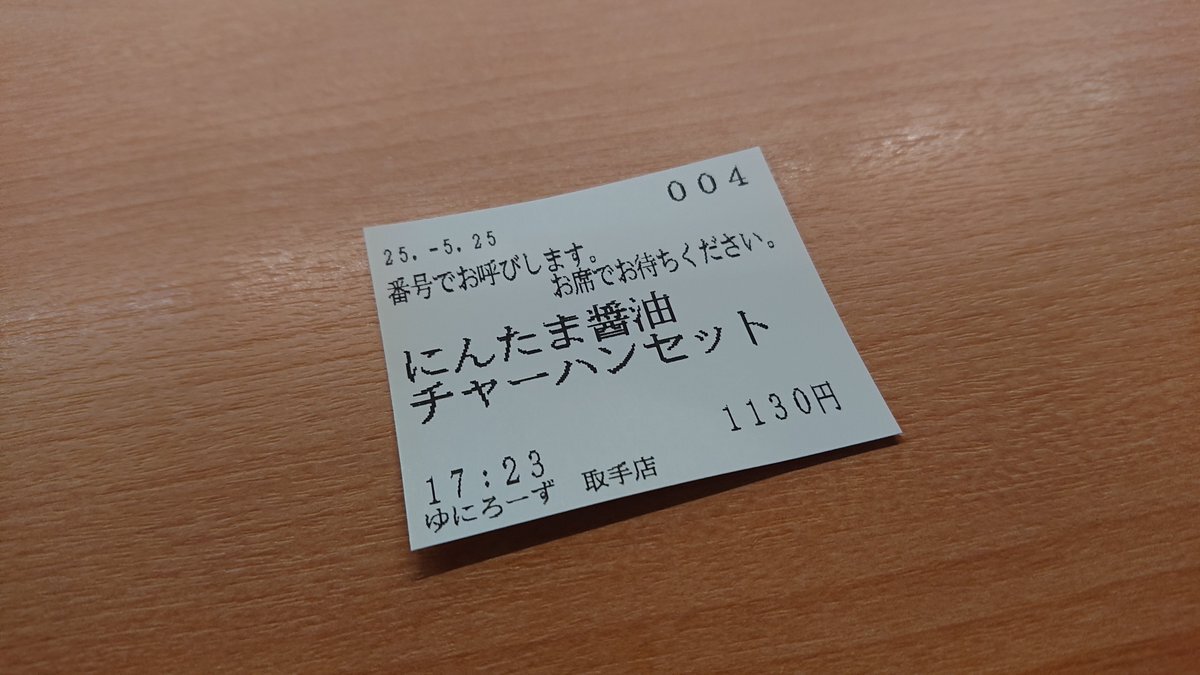 004
25.-5.25
番号でお呼びします。
お席でお待ちください。
にんたま醤油
チャーハンセット
1130円
17:23
ゆにろーず 取手店